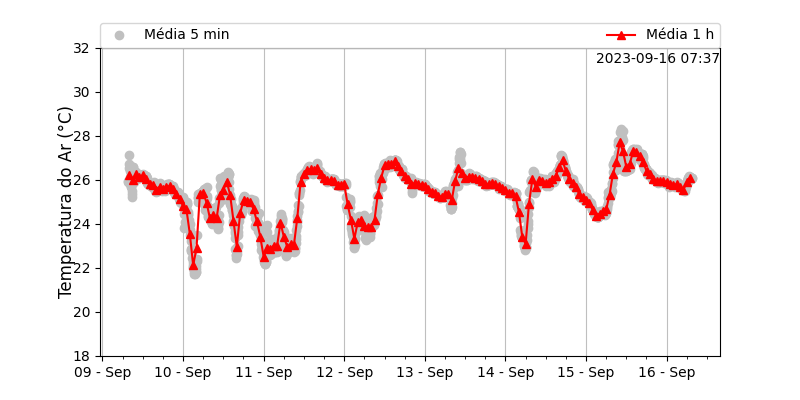 Média 5 min
Média 1 h
2023-09-16 07:37
Temperatura do Ar (°C)
32
30
28
26
24
22
20
18
09 - Sep
10 - Sep
11 - Sep
12 - Sep
13 - Sep
14 - Sep
15 - Sep
16 - Sep